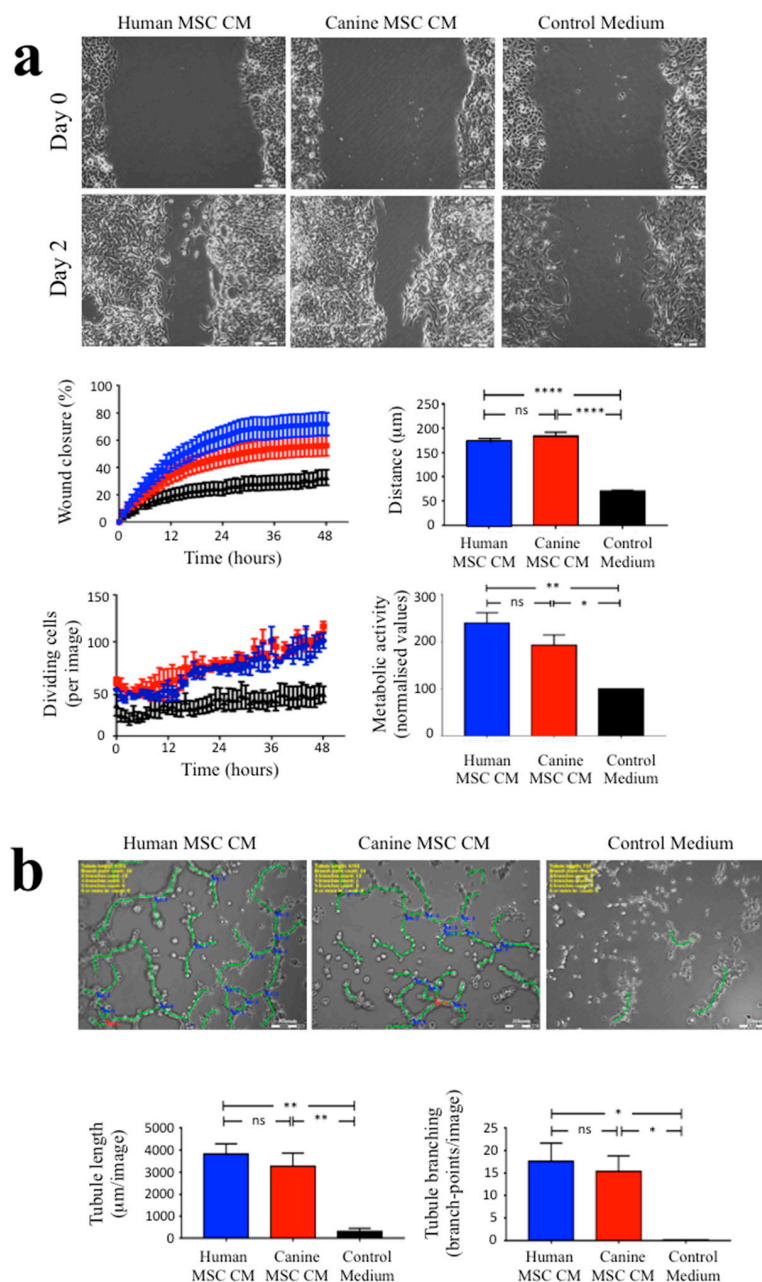 Human MSC CM Canine MSC CM Control Medium
a
Day 0
Day 2
Wound closure (%)
100
80
60
40
20
0
0 12 24 36 48
Time (hours)
Distance (µm)
250
200
150
100
50
0
****
ns ****
Human MSC CM
Canine MSC CM
Control Medium
Dividing cells
(per image)
150
100
50
0
0 12 24 36 48
Time (hours)
Metabolic activity
(normalised values)
300
200
100
0
**
ns *
Human MSC CM
Canine MSC CM
Control Medium
b
Human MSC CM Canine MSC CM Control Medium
Tubule length
(µm/image)
5000
4000
3000
2000
1000
0
**
ns **
Human MSC CM
Canine MSC CM
Control Medium
Tubule branching
(branch-points/image)
25
20
15
10
5
0
*
ns *
Human MSC CM
Canine MSC CM
Control Medium